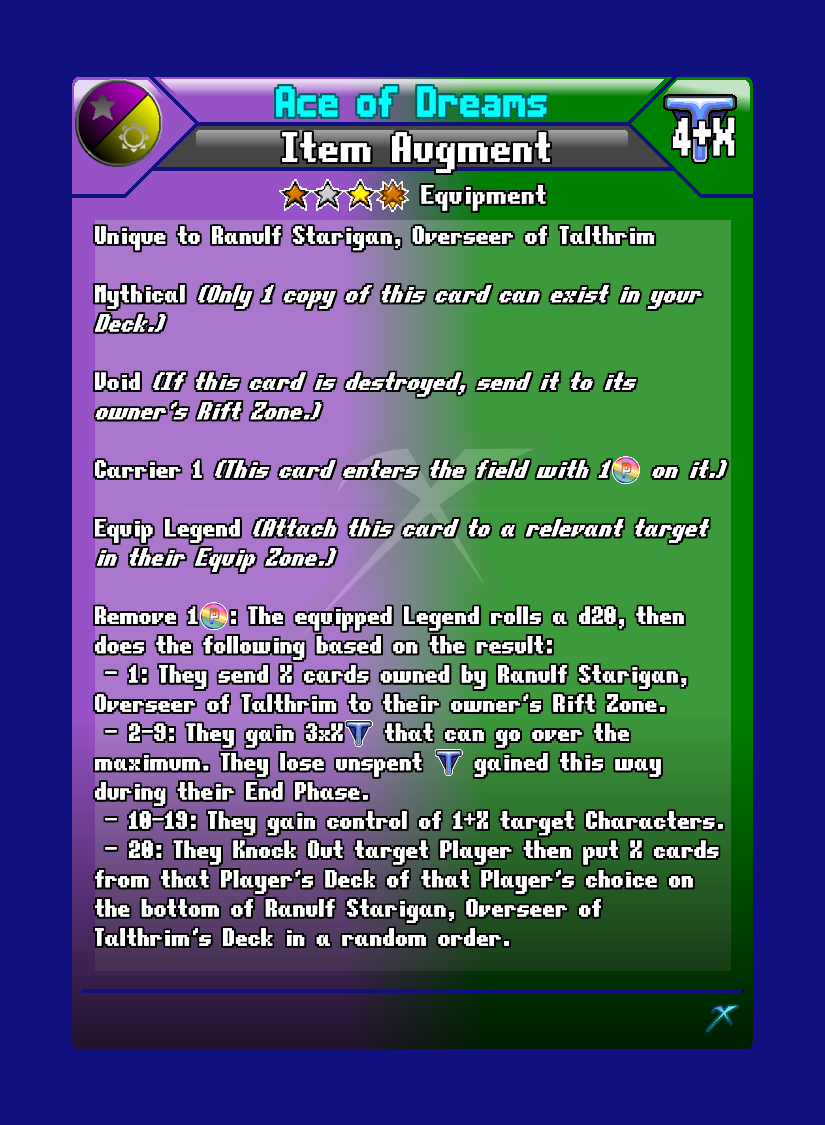 Ace of Dreams
Item Augment
4+X
Equipment
Unique to Ranulf Starigan, Overseer of Talthrim
Mythical (Only 1 copy of this card can exist in your
Deck.)
Void (If this card is destroyed, send it to its
owner's Rift Zone.)
Carrier 1 (This card enters the field with 1 P on it.)
Equip Legend (Attach this card to a relevant target
in their Equip Zone.)
Remove 1 P: The equipped Legend rolls a d20, then
does the following based on the result:
- 1: They send X cards owned by Ranulf Starigan,
Overseer of Talthrim to their owner's Rift Zone.
- 2-9: They gain 3xX T that can go over the
maximum. They lose unspent T gained this way
during their End Phase.
- 10-19: They gain control of 1+X target Characters.
- 20: They Knock Out target Player then put X cards
from that Player's Deck of that Player's choice on
the bottom of Ranulf Starigan, Overseer of
Talthrim's Deck in a random order.